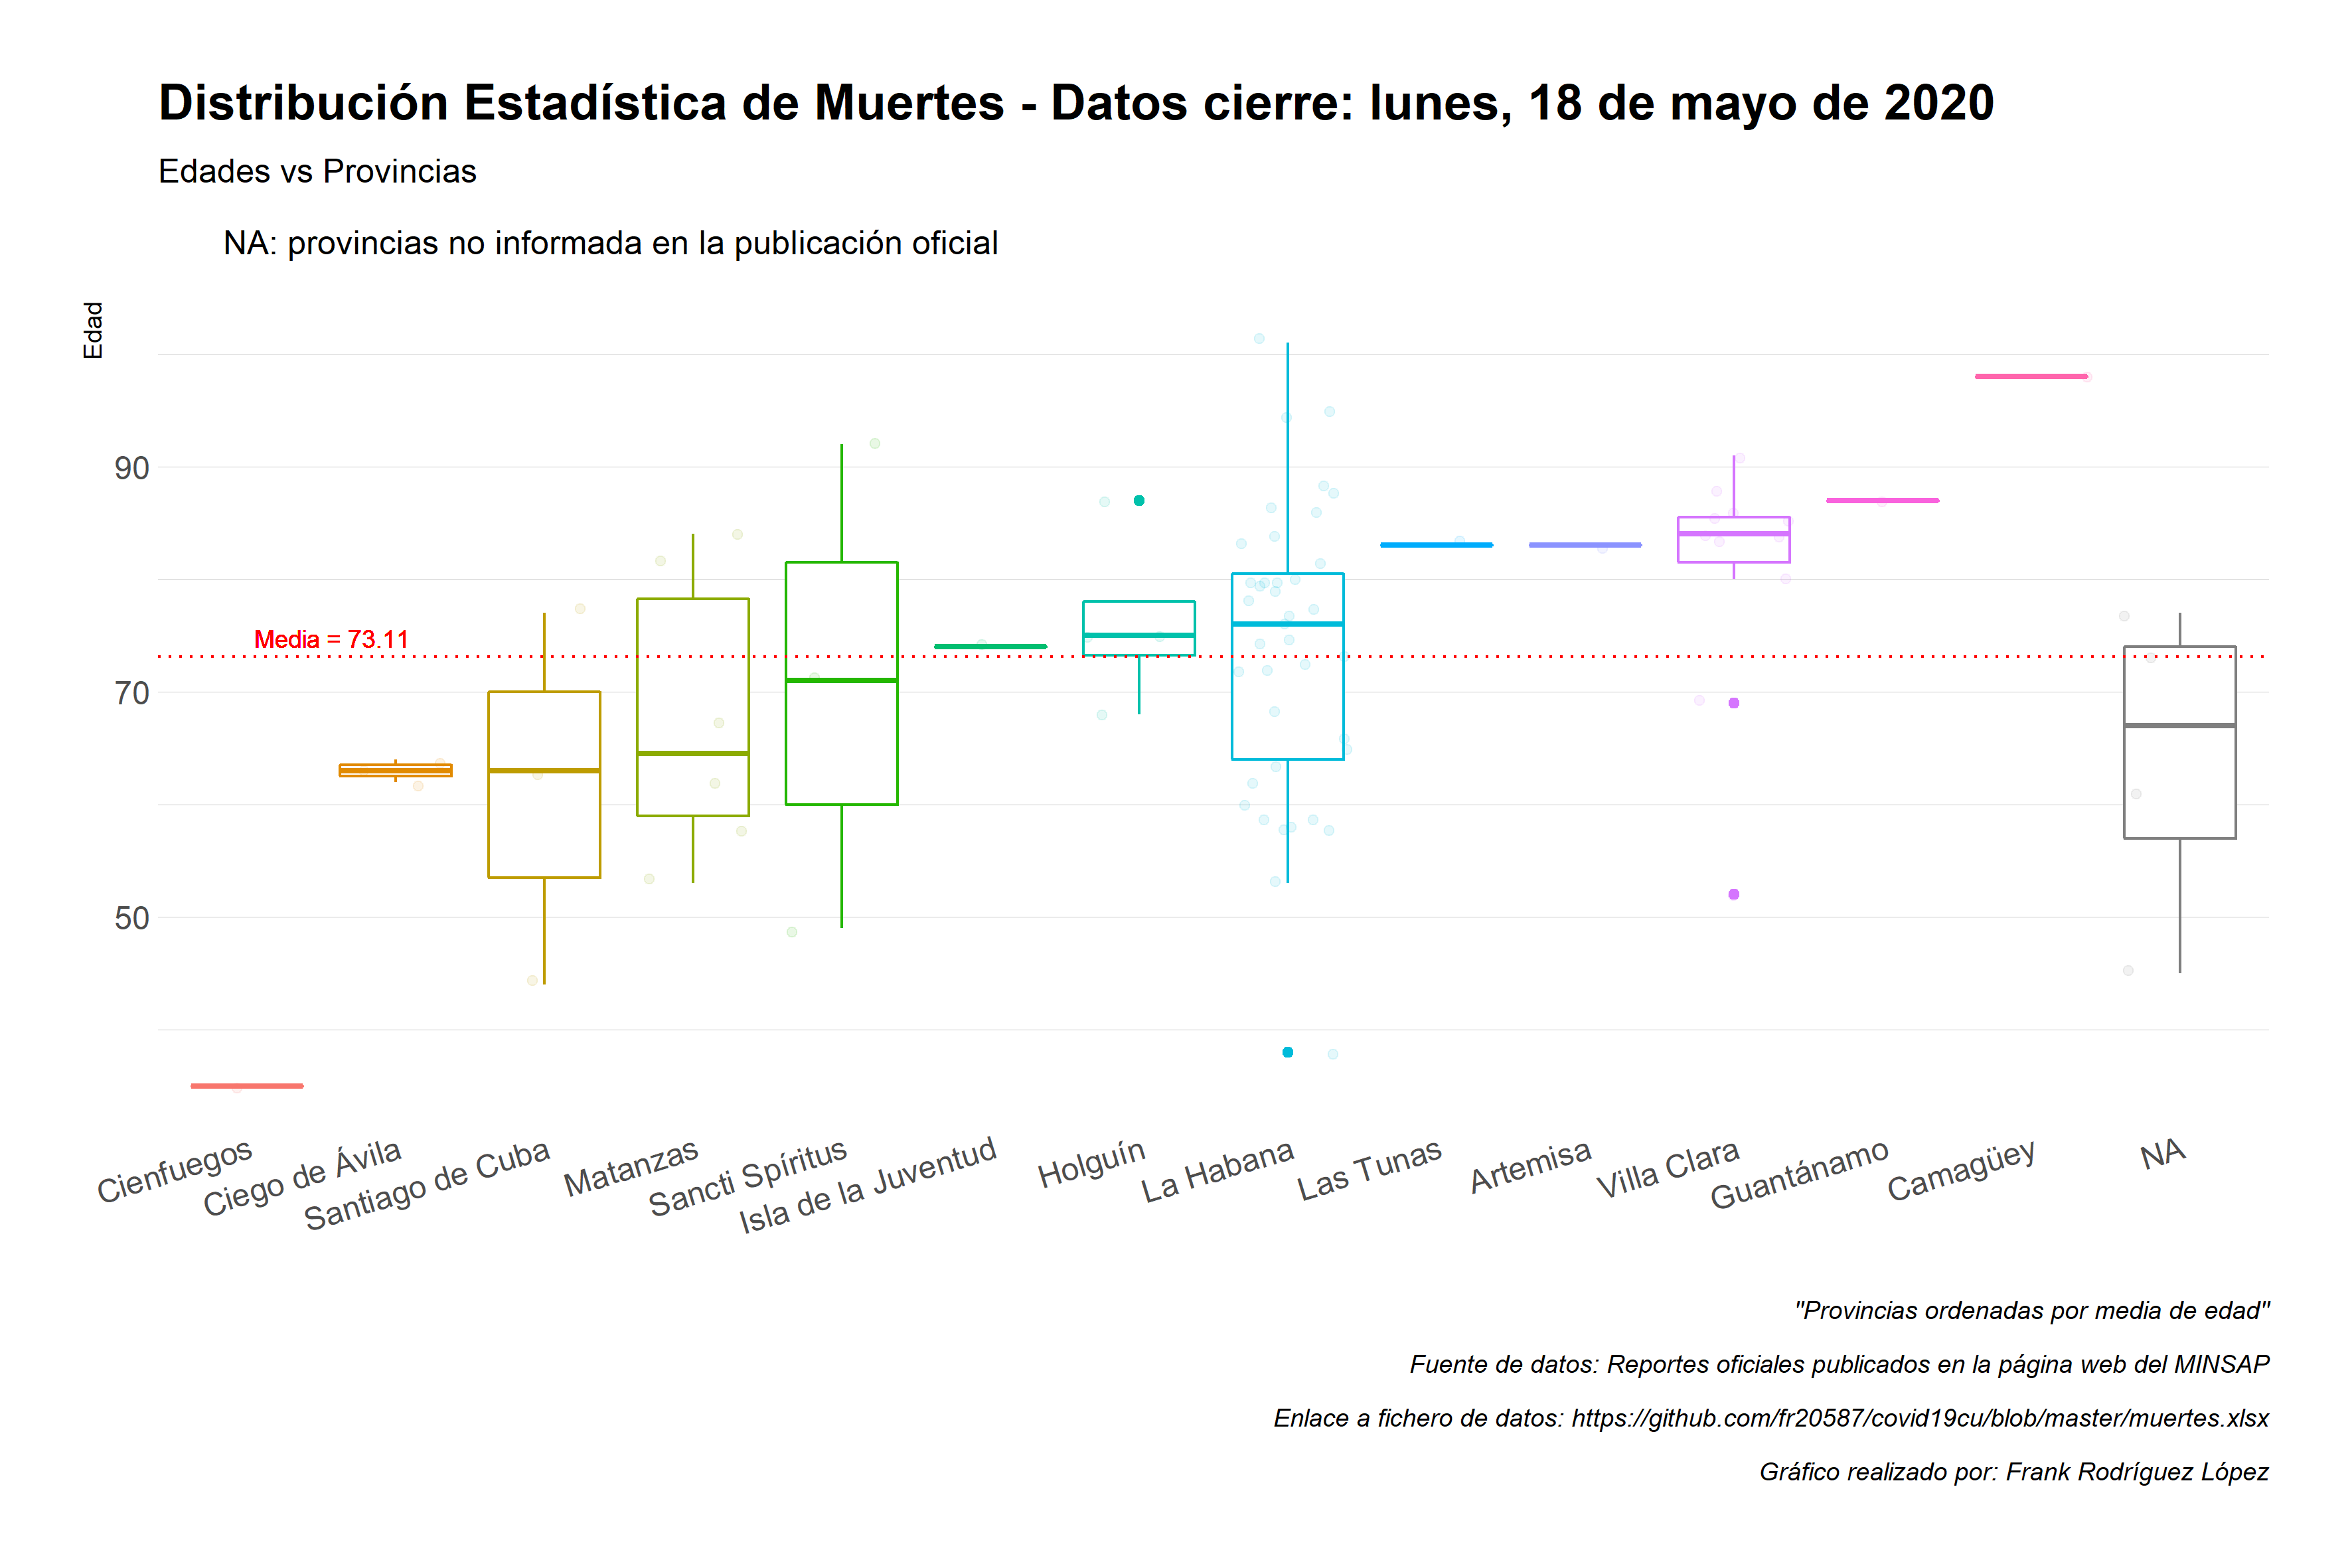 Distribución Estadística de Muertes - Datos cierre: lunes, 18 de mayo de 2020
Edades vs Provincias
NA: provincias no informada en la publicación oficial
Edad
90
70
50
Media = 73.11
Cienfuegos
Ciego de Ávila
Santiago de Cuba
Matanzas
Sancti Spíritus
Isla de la Juventud
Holguín
La Habana
Las Tunas
Artemisa
Villa Clara
Guantánamo
Camagüey
NA
"Provincias ordenadas por media de edad"
Fuente de datos: Reportes oficiales publicados en la página web del MINSAP
Enlace a fichero de datos: https://github.com/fr20587/covid19cu/blob/master/muertes.xlsx
Gráfico realizado por: Frank Rodríguez López